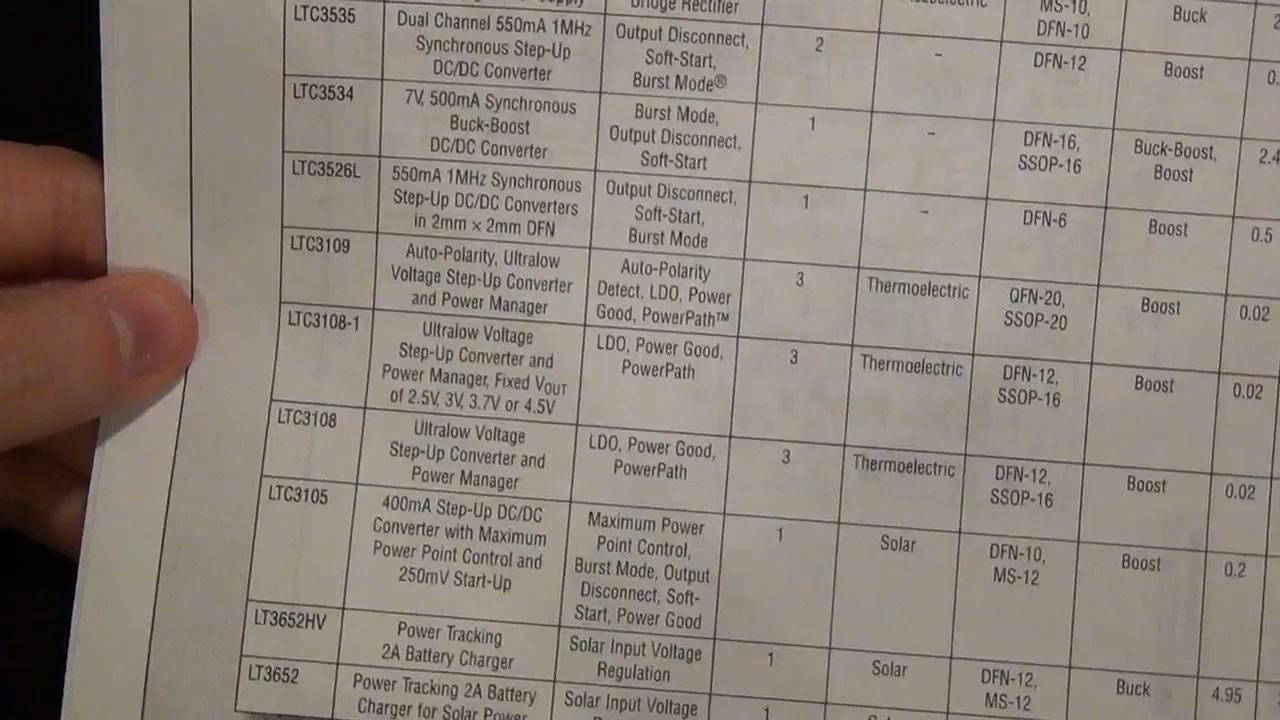 Bridge Rectifier
MS-10,
DFN-10
Buck
LTC3535
Dual Channel 550mA 1MHz
Synchronous Step-Up
DC/DC Converter
Output Disconnect,
Soft-Start,
Burst Mode®
2
–
DFN-12
Boost
0.
LTC3534
7V, 500mA Synchronous
Buck-Boost
DC/DC Converter
Burst Mode,
Output Disconnect,
Soft-Start
1
–
DFN-16,
SSOP-16
Buck-Boost,
Boost
2.4
LTC3526L
550mA 1MHz Synchronous
Step-Up DC/DC Converters
in 2mm × 2mm DFN
Output Disconnect,
Soft-Start,
Burst Mode
1
–
DFN-6
Boost
0.5
LTC3109
Auto-Polarity, Ultralow
Voltage Step-Up Converter
and Power Manager
Auto-Polarity
Detect, LDO, Power
Good, PowerPath™
3
Thermoelectric
QFN-20,
SSOP-20
Boost
0.02
LTC3108-1
Ultralow Voltage
Step-Up Converter and
Power Manager, Fixed VOUT
of 2.5V, 3V, 3.7V or 4.5V
LDO, Power Good,
PowerPath
3
Thermoelectric
DFN-12,
SSOP-16
Boost
0.02
LTC3108
Ultralow Voltage
Step-Up Converter and
Power Manager
LDO, Power Good,
PowerPath
3
Thermoelectric
DFN-12,
SSOP-16
Boost
0.02
LTC3105
400mA Step-Up DC/DC
Converter with Maximum
Power Point Control and
250mV Start-Up
Maximum Power
Point Control,
Burst Mode, Output
Disconnect, Soft-
Start, Power Good
1
Solar
DFN-10,
MS-12
Boost
0.2
LT3652HV
Power Tracking
2A Battery Charger
Solar Input Voltage
Regulation
1
Solar
DFN-12,
MS-12
Buck
4.95
LT3652
Power Tracking 2A Battery
Charger for Solar Power
Solar Input Voltage
1